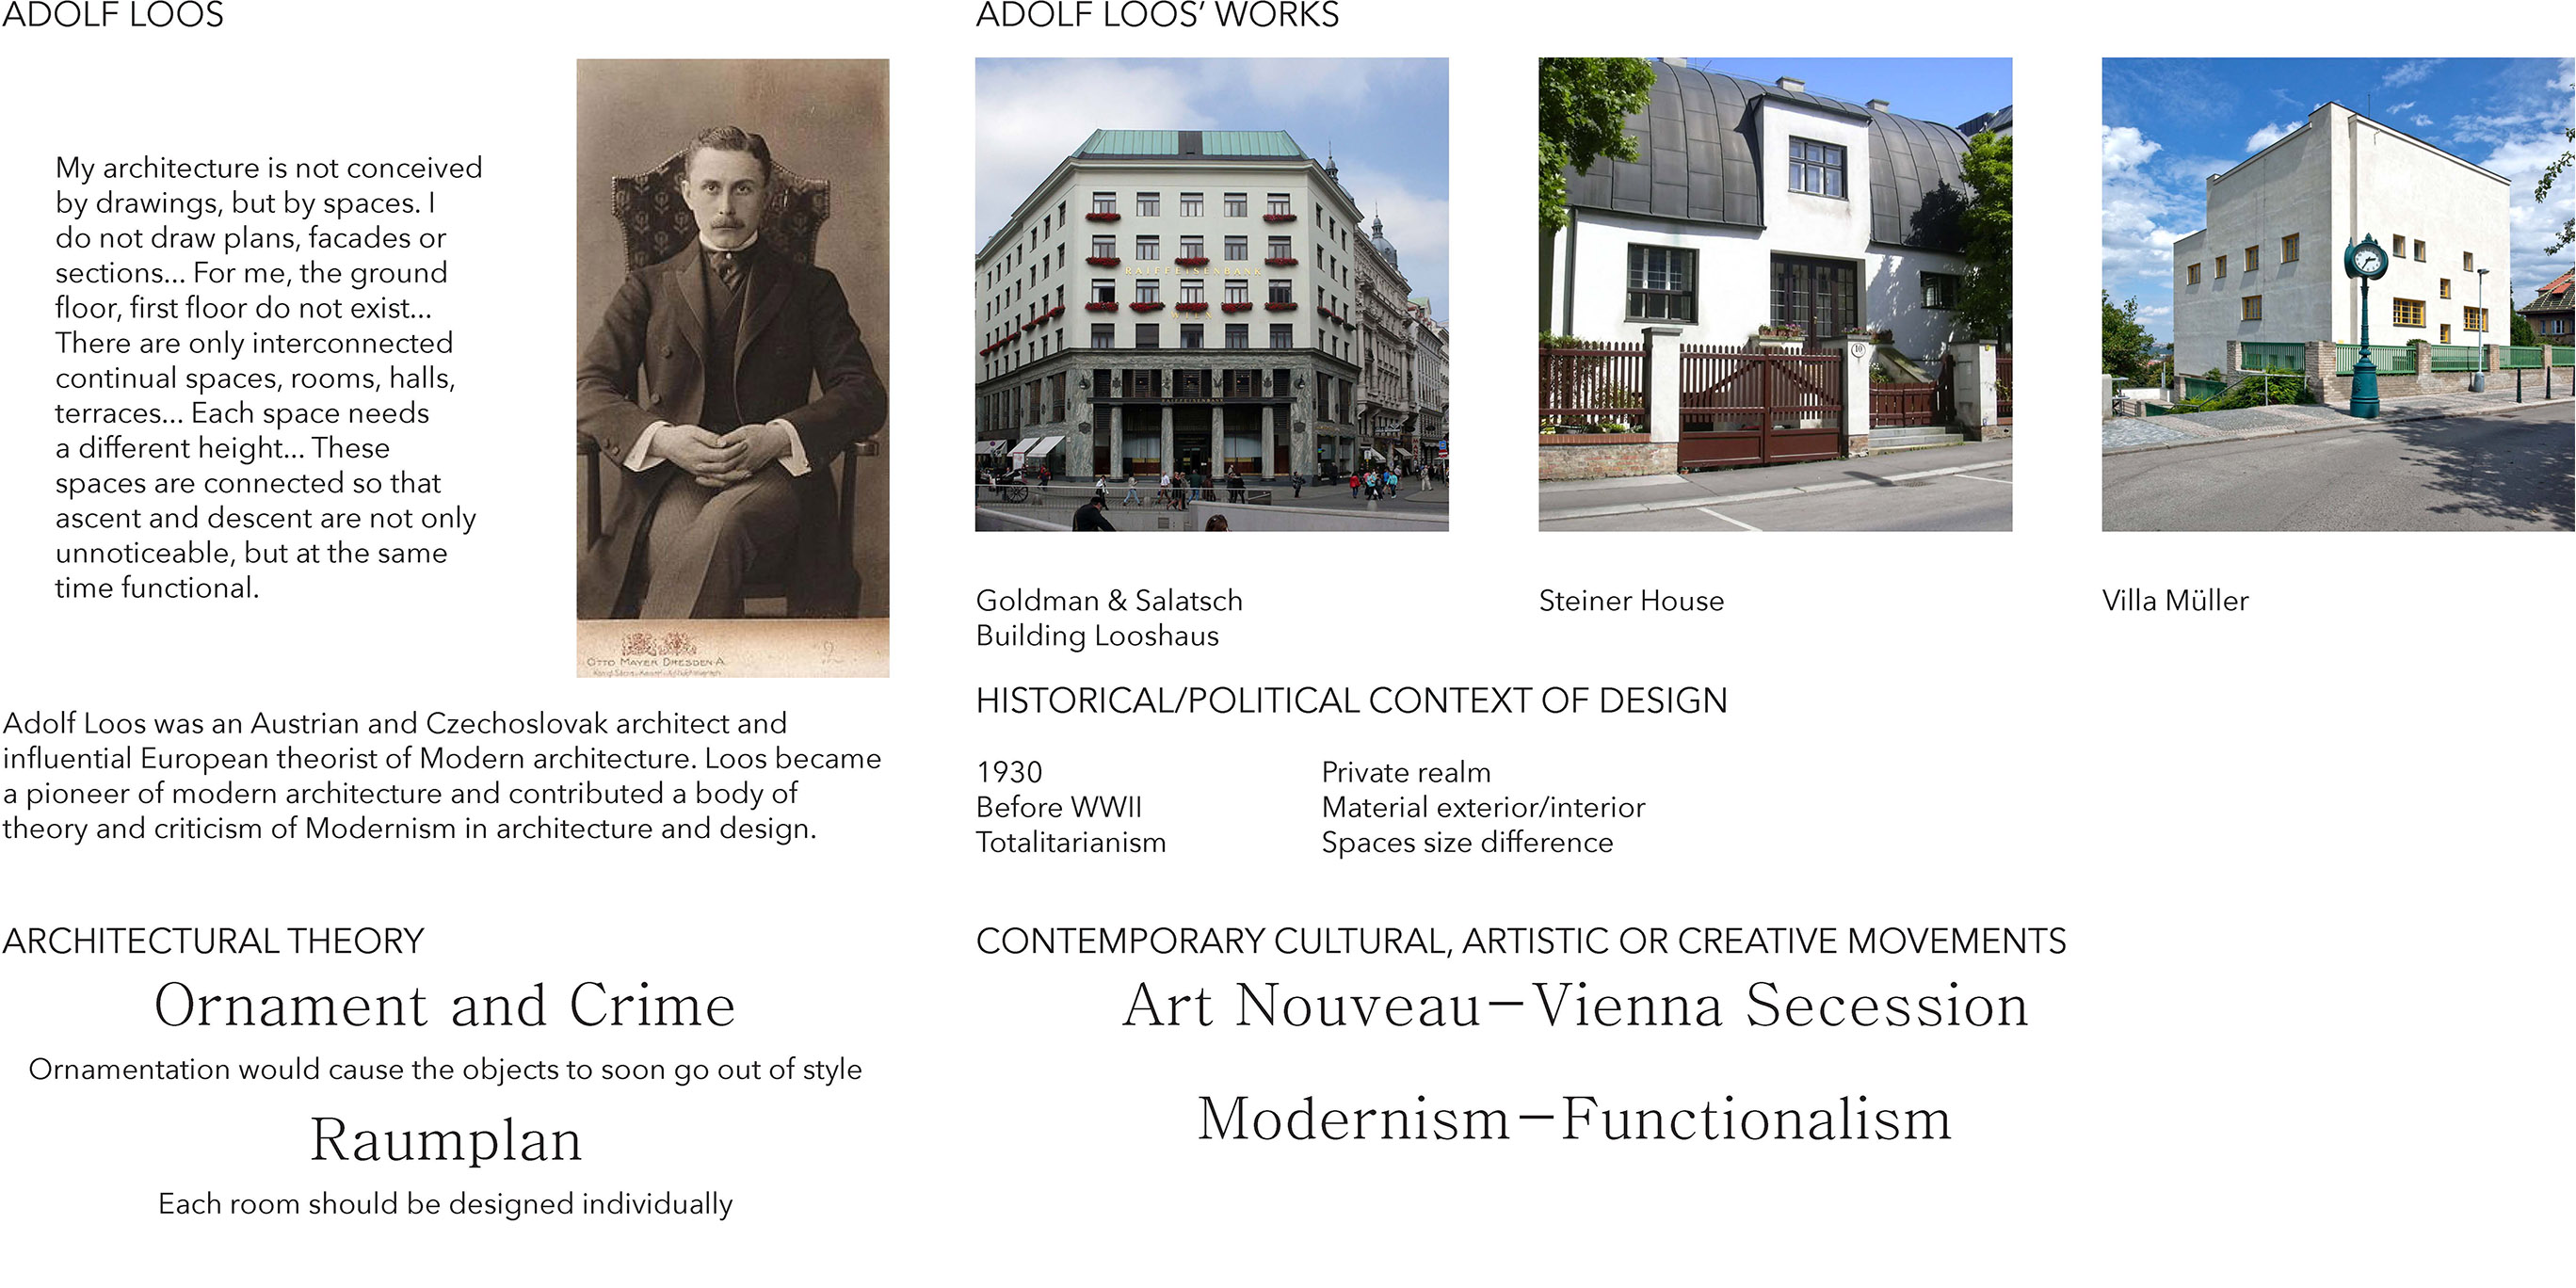 ADOLF LOOS
My architecture is not conceived
by drawings, but by spaces. I
do not draw plans, facades or
sections... For me, the ground
floor, first floor do not exist...
There are only interconnected
continual spaces, rooms, halls,
terraces... Each space needs
a different height... These
spaces are connected so that
ascent and descent are not only
unnoticeable, but at the same
time functional.
OTTO MAYER DRESDEN-A
Adolf Loos was an Austrian and Czechoslovak architect and
influential European theorist of Modern architecture. Loos became
a pioneer of modern architecture and contributed a body of
theory and criticism of Modernism in architecture and design.
ARCHITECTURAL THEORY
Ornament and Crime
Ornamentation would cause the objects to soon go out of style
Raumplan
Each room should be designed individually
ADOLF LOOS' WORKS
RAIFFEISENBANK
WIEN
RAIFFEISENBANK
10
Goldman & Salatsch
Building Looshaus
Steiner House
Villa Müller
HISTORICAL/POLITICAL CONTEXT OF DESIGN
1930
Before WWII
Totalitarianism
Private realm
Material exterior/interior
Spaces size difference
CONTEMPORARY CULTURAL, ARTISTIC OR CREATIVE MOVEMENTS
Art Nouveau—Vienna Secession
Modernism—Functionalism